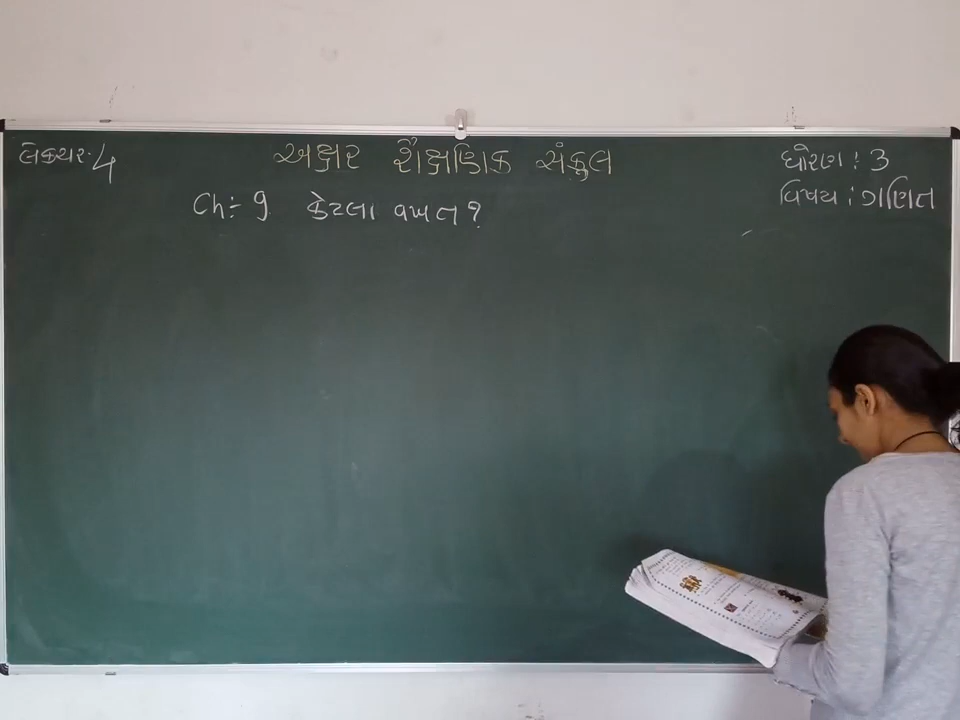 લેક્ચર- 4
અક્ષર શૈક્ષણિક સંકુલ
ધોરણ : 3
વિષય : ગણિત
Ch:- 9 કેટલા વખત ?